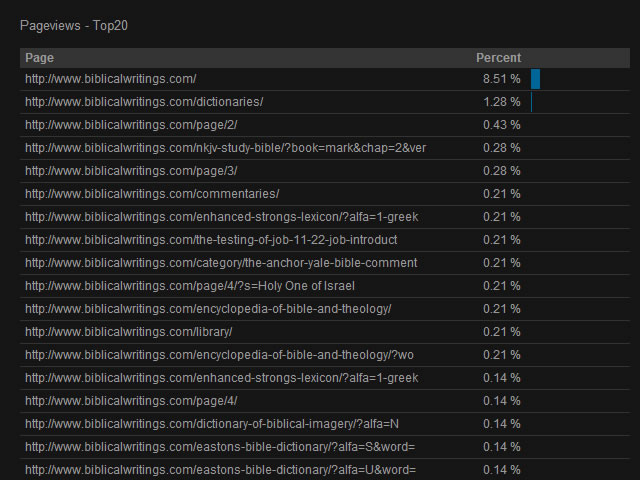 Pageviews - Top20
Page Percent
http://www.biblicalwritings.com/ 8.51 %
http://www.biblicalwritings.com/dictionaries/ 1.28 %
http://www.biblicalwritings.com/page/2/ 0.43 %
http://www.biblicalwritings.com/nkjv-study-bible/?book=mark&chap=2&ver 0.28 %
http://www.biblicalwritings.com/page/3/ 0.28 %
http://www.biblicalwritings.com/commentaries/ 0.21 %
http://www.biblicalwritings.com/enhanced-strongs-lexicon/?alfa=1-greek 0.21 %
http://www.biblicalwritings.com/the-testing-of-job-11-22-job-introduct 0.21 %
http://www.biblicalwritings.com/category/the-anchor-yale-bible-comment 0.21 %
http://www.biblicalwritings.com/page/4/?s=Holy One of Israel 0.21 %
http://www.biblicalwritings.com/encyclopedia-of-bible-and-theology/ 0.21 %
http://www.biblicalwritings.com/library/ 0.21 %
http://www.biblicalwritings.com/encyclopedia-of-bible-and-theology/?wo 0.21 %
http://www.biblicalwritings.com/enhanced-strongs-lexicon/?alfa=1-greek 0.14 %
http://www.biblicalwritings.com/page/4/ 0.14 %
http://www.biblicalwritings.com/dictionary-of-biblical-imagery/?alfa=N 0.14 %
http://www.biblicalwritings.com/eastons-bible-dictionary/?alfa=S&word= 0.14 %
http://www.biblicalwritings.com/eastons-bible-dictionary/?alfa=U&word= 0.14 %